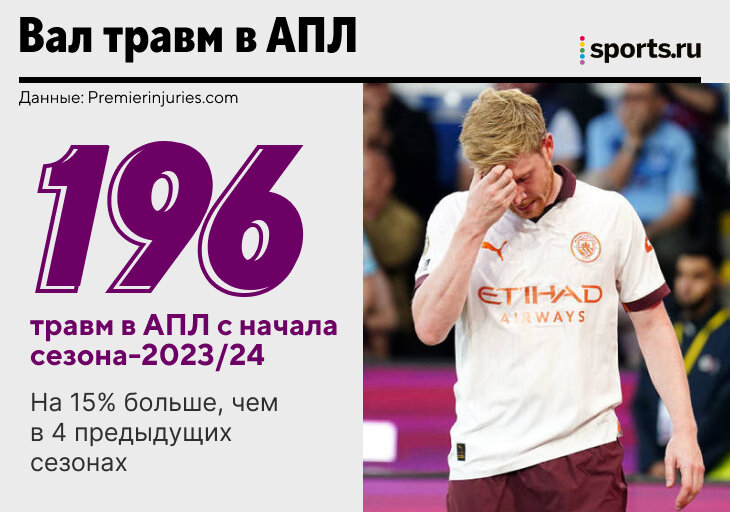 Вал травм в АПЛ
sports.ru
Данные: Premierinjuries.com
196
травм в АПЛ с начала
сезона-2023/24
На 15% больше, чем
в 4 предыдущих
сезонах
ETIHAD
AIRWAYS